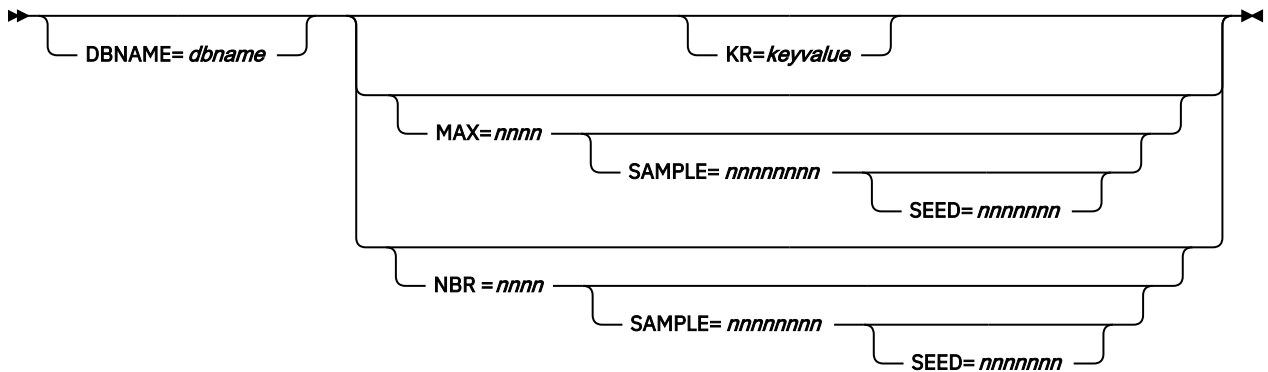 DBNAME= dbname
KR=keyvalue
MAX=nnnn
SAMPLE= nnnnnnnn
SEED= nnnnnnn
NBR =nnnn
SAMPLE= nnnnnnnn
SEED= nnnnnnn